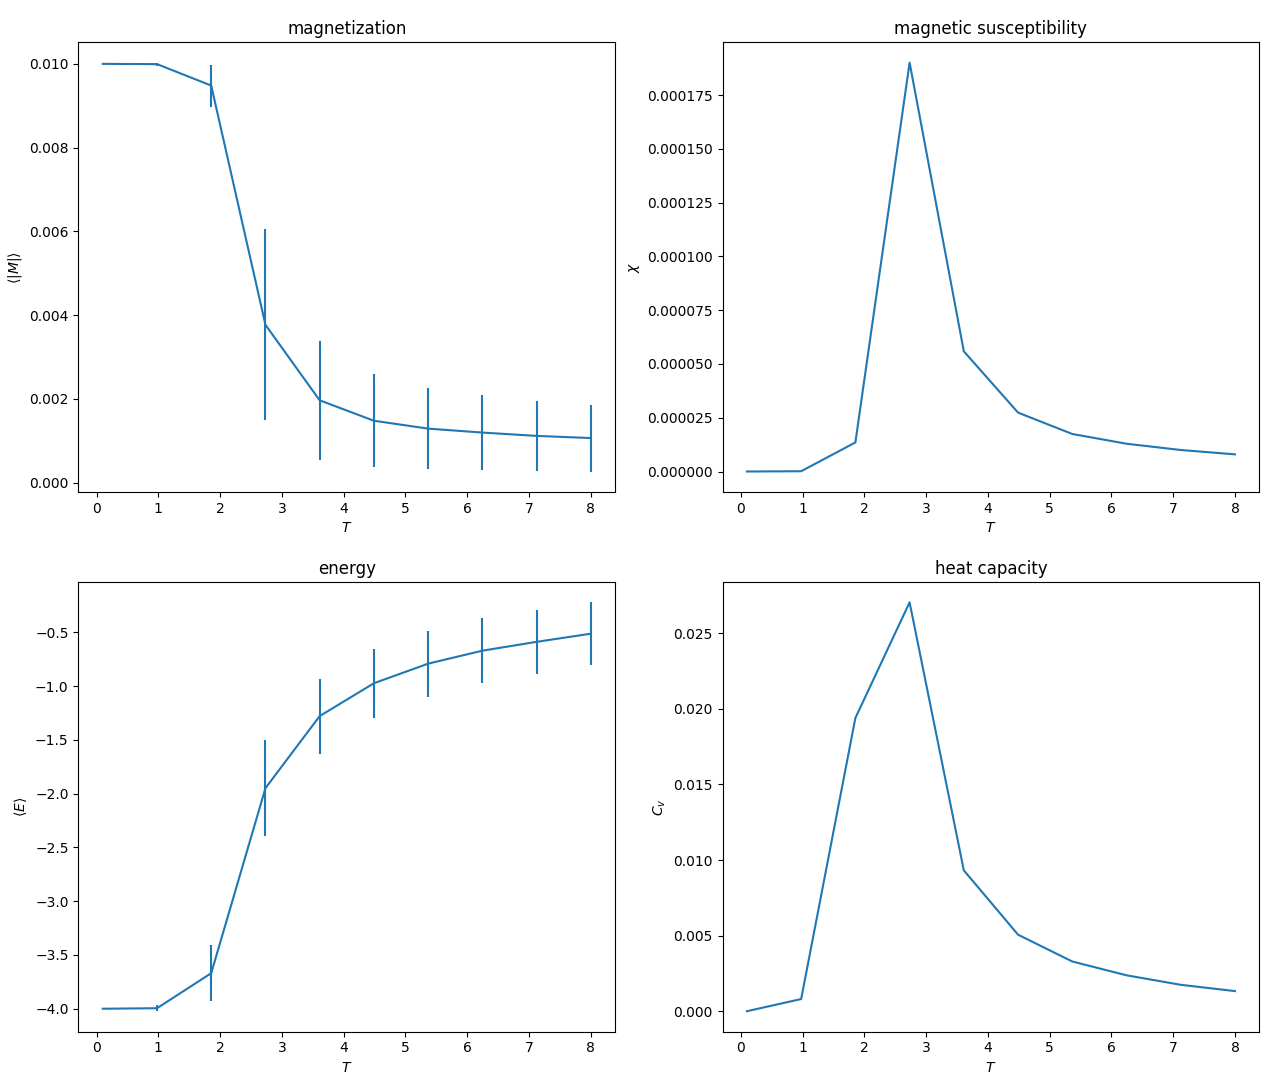 magnetization
0.010
0.008
0.006
0.004
0.002
0.000
⟨|M|⟩
0 1 2 3 4 5 6 7 8
T
magnetic susceptibility
0.000175
0.000150
0.000125
0.000100
0.000075
0.000050
0.000025
0.000000
χ
0 1 2 3 4 5 6 7 8
T
energy
−0.5
−1.0
−1.5
−2.0
−2.5
−3.0
−3.5
−4.0
⟨E⟩
0 1 2 3 4 5 6 7 8
T
heat capacity
0.025
0.020
0.015
0.010
0.005
0.000
Cᵥ
0 1 2 3 4 5 6 7 8
T